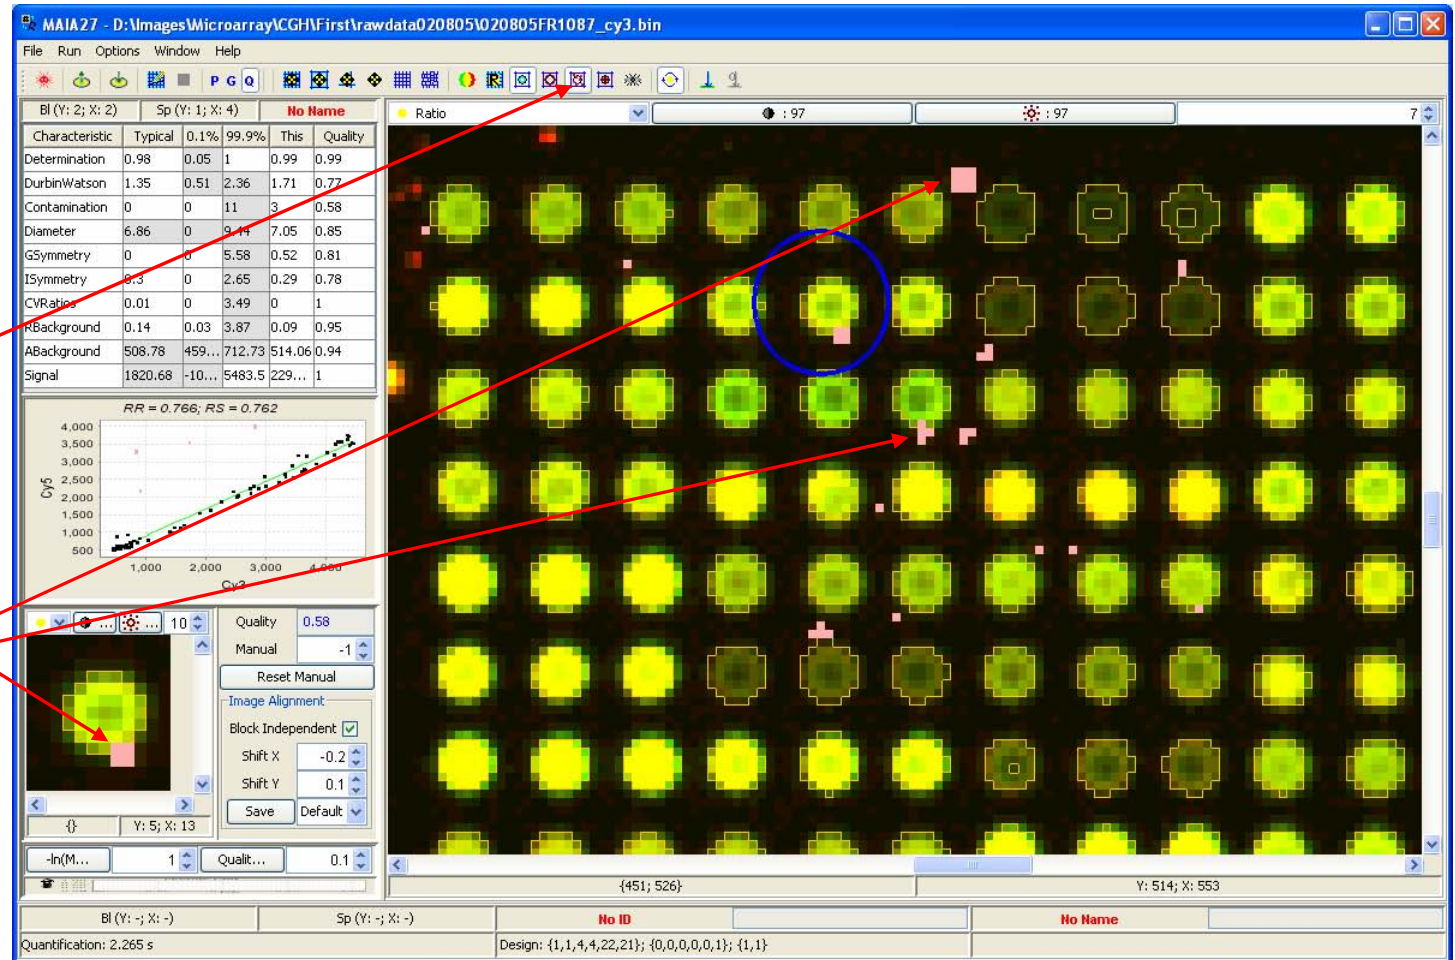 MAIA27 - D:\Images\Microarray\CGH\First\rawdata020805\020805FR1087_cy3.bin
File Run Options Window Help
P G Q
Bl (Y: 2; X: 2) Sp (Y: 1; X: 4) No Name
Ratio : 97 : 97 7
Characteristic Typical 0.1% 99.9% This Quality
Determination 0.98 0.05 1 0.99 0.99
DurbinWatson 1.35 0.51 2.36 1.71 0.77
Contamination 0 0 11 3 0.58
Diameter 6.86 0 9.44 7.05 0.85
GSymmetry 0 0 5.58 0.52 0.81
ISymmetry 0.3 0 2.65 0.29 0.78
CVRatios 0.01 0 3.49 0 1
RBackground 0.14 0.03 3.87 0.09 0.95
ABackground 508.78 459... 712.73 514.06 0.94
Signal 1820.68 -10... 5483.5 229... 1
RR = 0.766; RS = 0.762
4,000
3,500
3,000
2,500
2,000
1,500
1,000
500
Cy5
1,000 2,000 3,000 4,000
Cy3
... ... 10
Quality 0.58
Manual -1
Reset Manual
Image Alignment
Block Independent
Shift X -0.2
Shift Y 0.1
Save Default
{} Y: 5; X: 13
-ln(M... 1 Qualit... 0.1
{451; 526} Y: 514; X: 553
Bl (Y: -; X: -) Sp (Y: -; X: -) No ID No Name
Quantification: 2.265 s Design: {1,1,4,4,22,21}; {0,0,0,0,0,1}; {1,1}